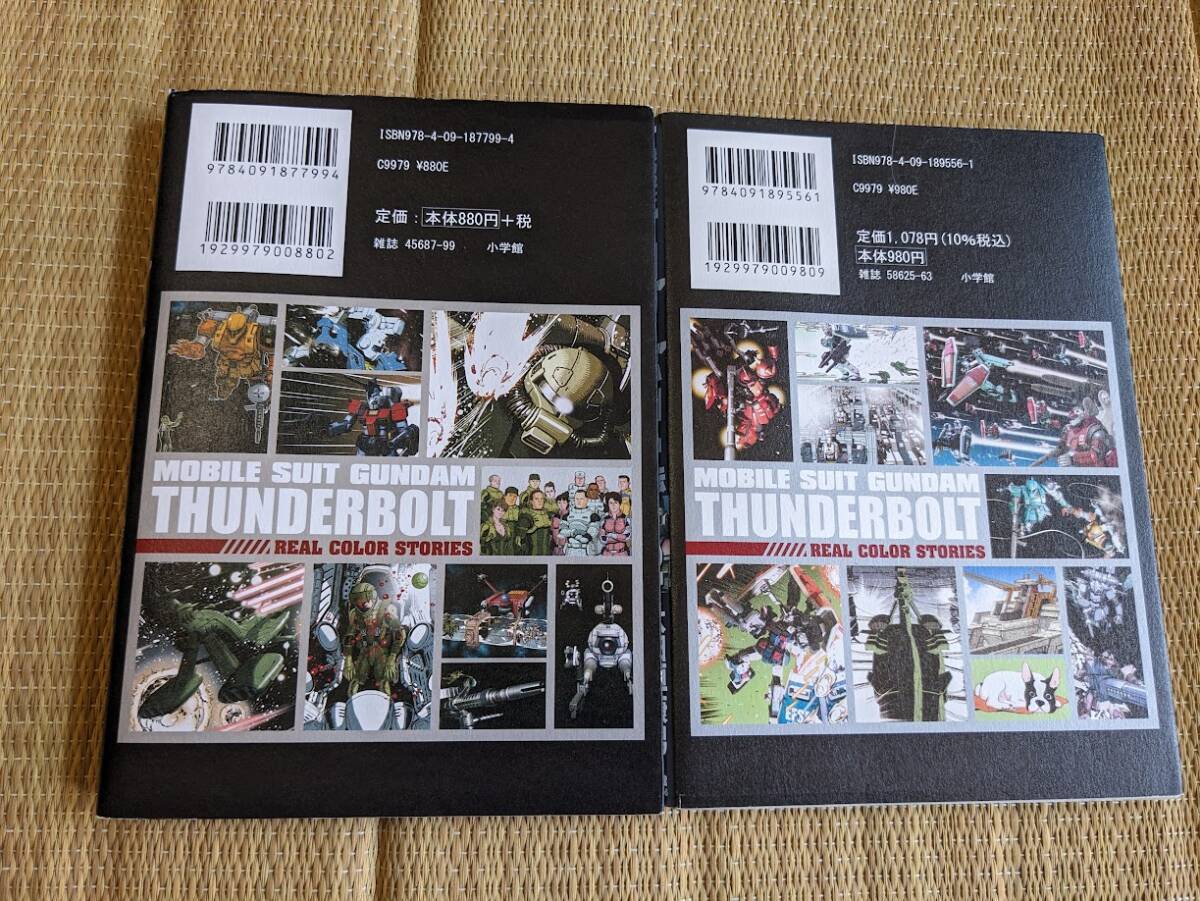 ISBN978-4-09-187799-4
C9979 ¥880E
9784091877994
1929979008802
定価：本体880円+税
雑誌 45687-99 小学館
MOBILE SUIT GUNDAM
THUNDERBOLT
REAL COLOR STORIES
ISBN978-4-09-189556-1
C9979 ¥980E
9784091895561
1929979009809
定価1,078円(10%税込)
本体980円
雑誌 58625-63 小学館
MOBILE SUIT GUNDAM
THUNDERBOLT
REAL COLOR STORIES
EFS